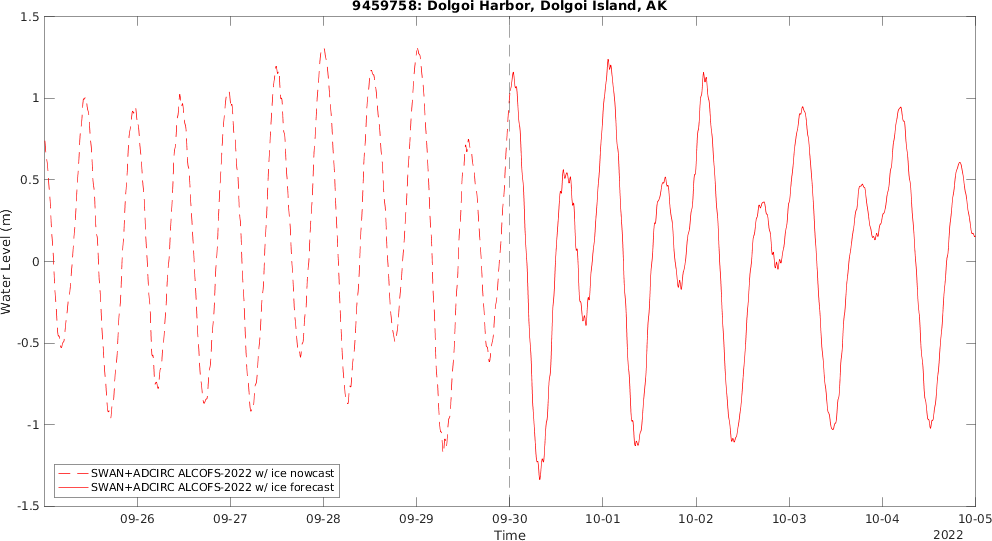 9459758: Dolgoi Harbor, Dolgoi Island, AK
1.5
1
0.5
0
-0.5
-1
-1.5
Water Level (m)
SWAN+ADCIRC ALCOFS-2022 w/ ice nowcast
SWAN+ADCIRC ALCOFS-2022 w/ ice forecast
09-26 09-27 09-28 09-29 09-30 10-01 10-02 10-03 10-04 10-05
Time
2022